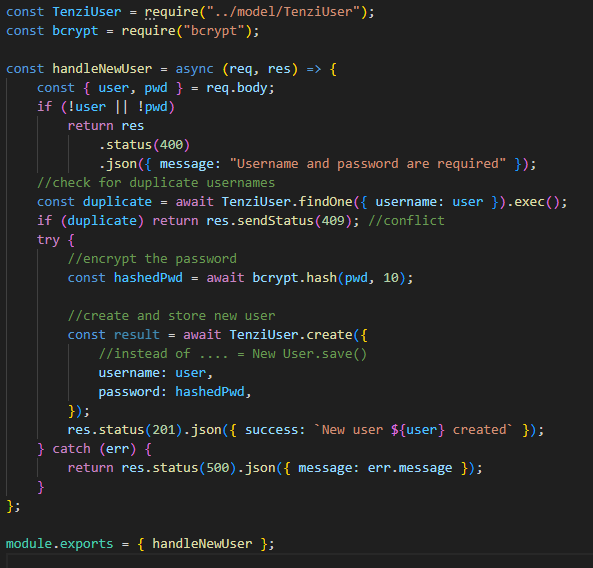 const TenziUser = require("../model/TenziUser");
const bcrypt = require("bcrypt");

const handleNewUser = async (req, res) => {
    const { user, pwd } = req.body;
    if (!user || !pwd)
        return res
            .status(400)
            .json({ message: "Username and password are required" });
    //check for duplicate usernames
    const duplicate = await TenziUser.findOne({ username: user }).exec();
    if (duplicate) return res.sendStatus(409); //conflict
    try {
        //encrypt the password
        const hashedPwd = await bcrypt.hash(pwd, 10);

        //create and store new user
        const result = await TenziUser.create({
            //instead of .... = New User.save()
            username: user,
            password: hashedPwd,
        });
        res.status(201).json({ success: `New user ${user} created` });
    } catch (err) {
        return res.status(500).json({ message: err.message });
    }
};

module.exports = { handleNewUser };